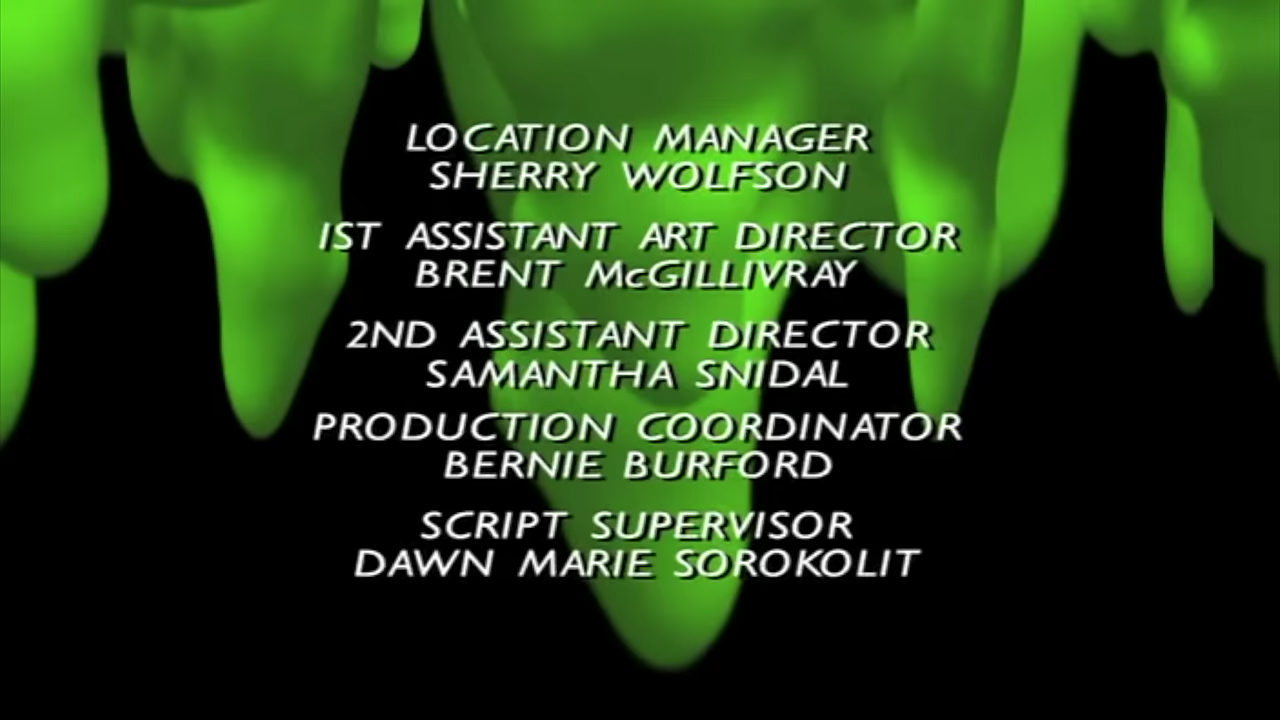 LOCATION MANAGER
SHERRY WOLFSON
1ST ASSISTANT ART DIRECTOR
BRENT McGILLIVRAY
2ND ASSISTANT DIRECTOR
SAMANTHA SNIDAL
PRODUCTION COORDINATOR
BERNIE BURFORD
SCRIPT SUPERVISOR
DAWN MARIE SOROKOLIT